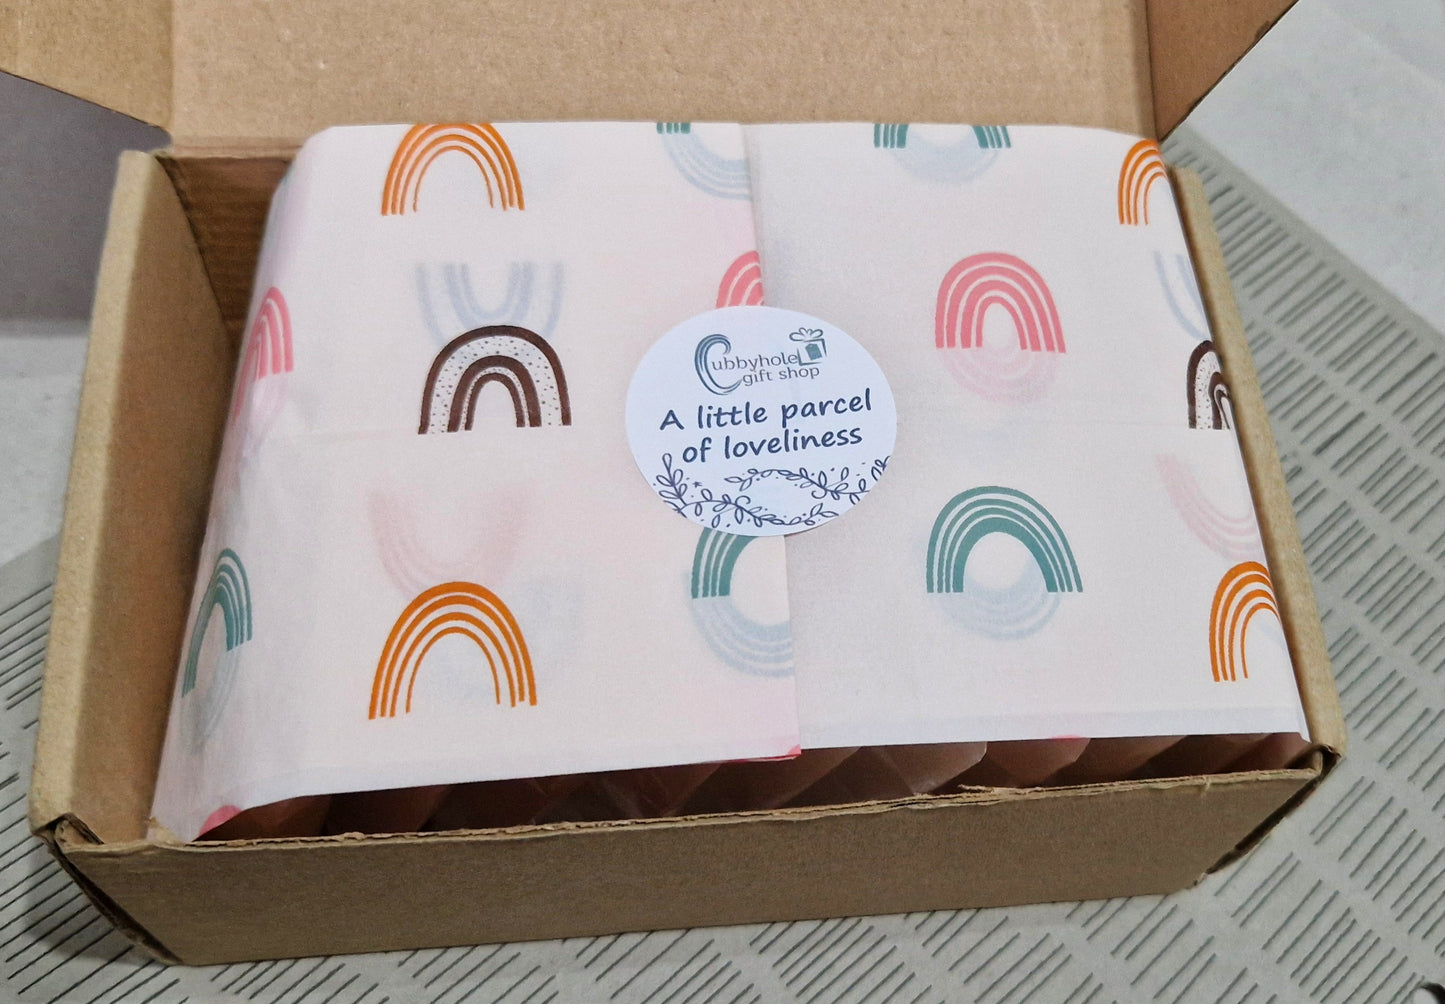 Cubbyhole
gift shop
A little parcel
of loveliness